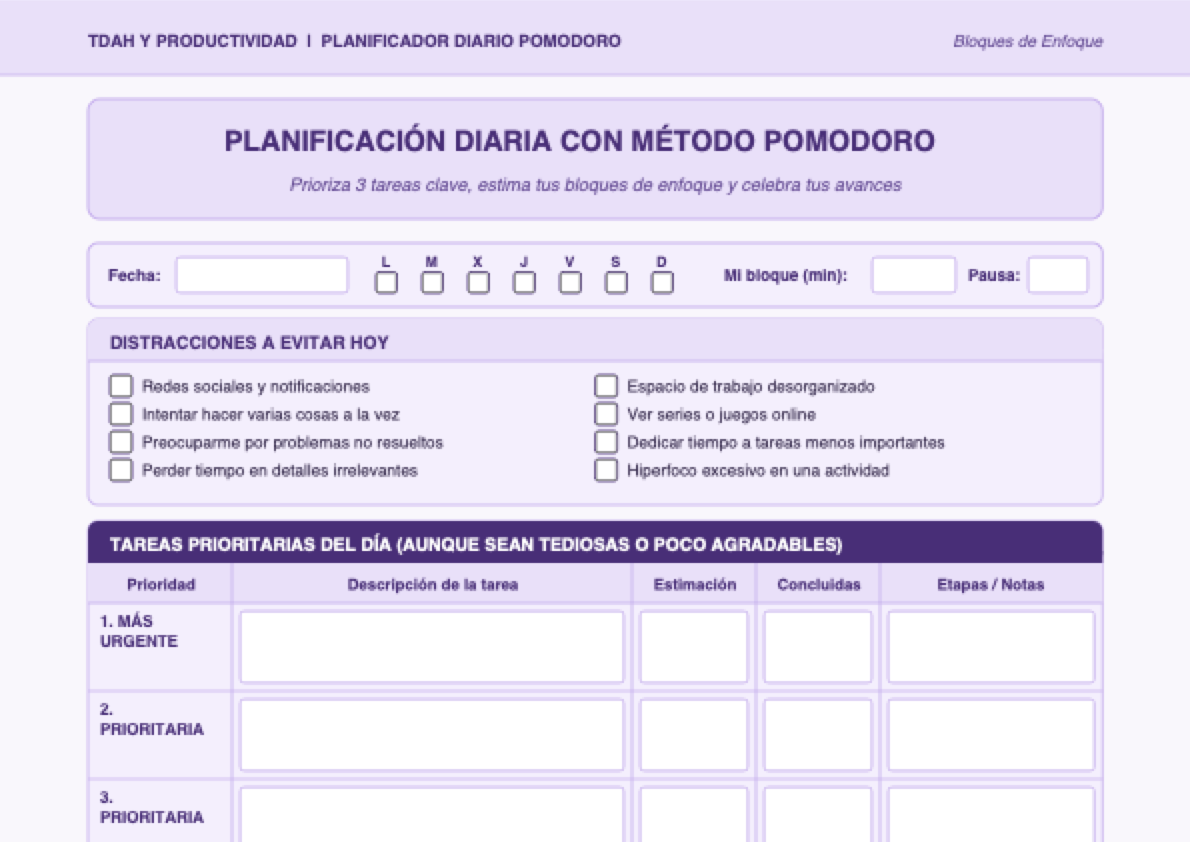 TDAH Y PRODUCTIVIDAD | PLANIFICADOR DIARIO POMODORO
Bloques de Enfoque
PLANIFICACIÓN DIARIA CON MÉTODO POMODORO
Prioriza 3 tareas clave, estima tus bloques de enfoque y celebra tus avances
Fecha: L M X J V S D Mi bloque (min): Pausa:
DISTRACCIONES A EVITAR HOY
Redes sociales y notificaciones
Intentar hacer varias cosas a la vez
Preocuparme por problemas no resueltos
Perder tiempo en detalles irrelevantes
Espacio de trabajo desorganizado
Ver series o juegos online
Dedicar tiempo a tareas menos importantes
Hiperfoco excesivo en una actividad
TAREAS PRIORITARIAS DEL DÍA (AUNQUE SEAN TEDIOSAS O POCO AGRADABLES)
Prioridad Descripción de la tarea Estimación Concluidas Etapas / Notas
1. MÁS
URGENTE
2.
PRIORITARIA
3.
PRIORITARIA